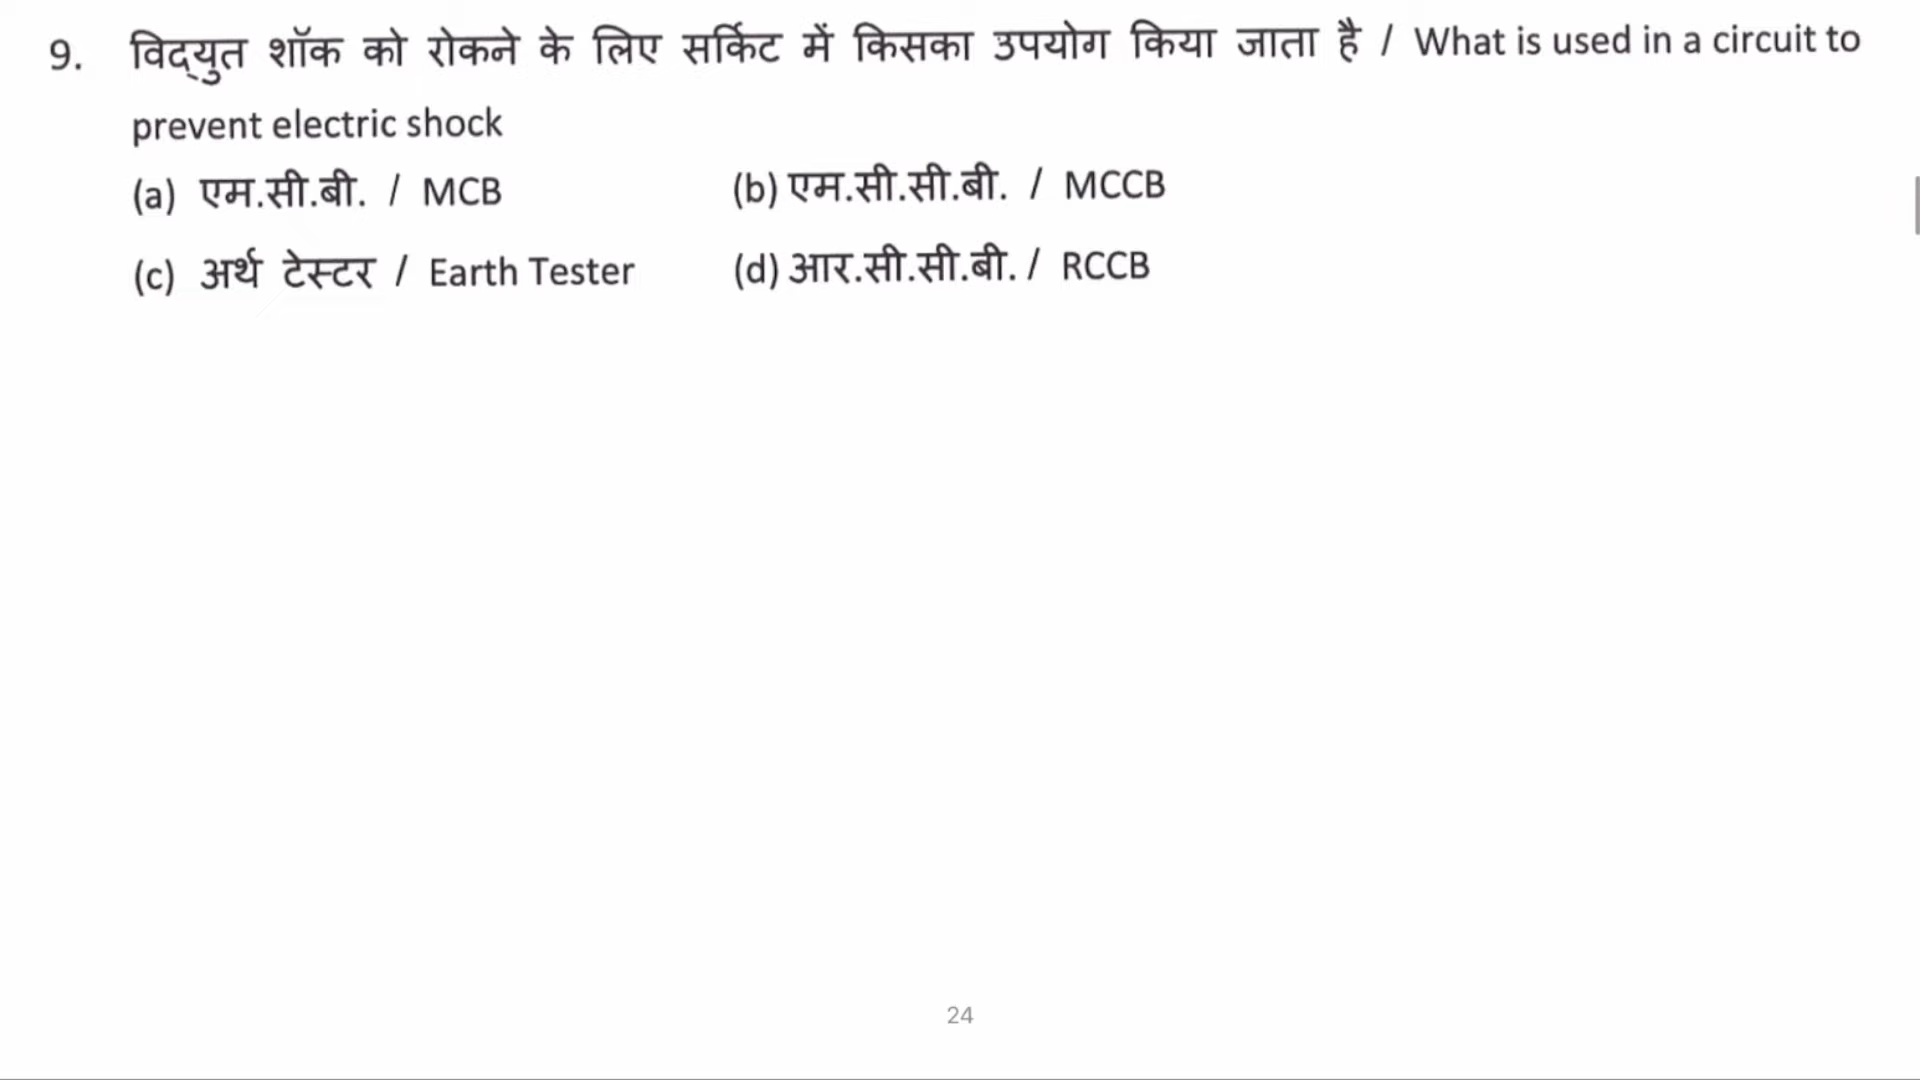 9. विद्‌युत शॉक को रोकने के लिए सर्किट में किसका उपयोग किया जाता है / What is used in a circuit to
prevent electric shock
(a) एम.सी.बी. / MCB (b) एम.सी.सी.बी. / MCCB
(c) अर्थ टेस्टर / Earth Tester (d) आर.सी.सी.बी. / RCCB
24